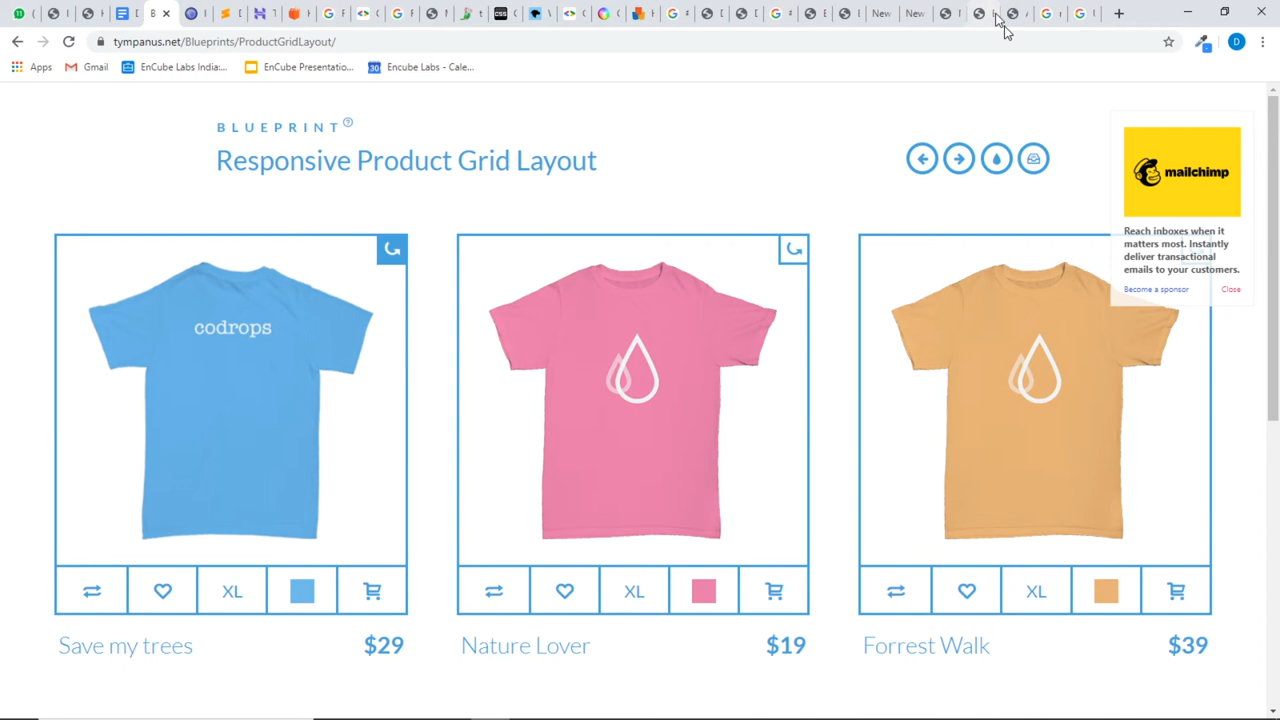 tympanus.net/Blueprints/ProductGridLayout/
Apps
Gmail
EnCube Labs India:...
EnCube Presentatio...
30
Encube Labs - Cale...
D
BLUEPRINT?
Responsive Product Grid Layout
mailchimp
Reach inboxes when it
matters most. Instantly
deliver transactional
emails to your customers.
Become a sponsor
Close
codrops
XL
XL
XL
Save my trees
$29
Nature Lover
$19
Forrest Walk
$39